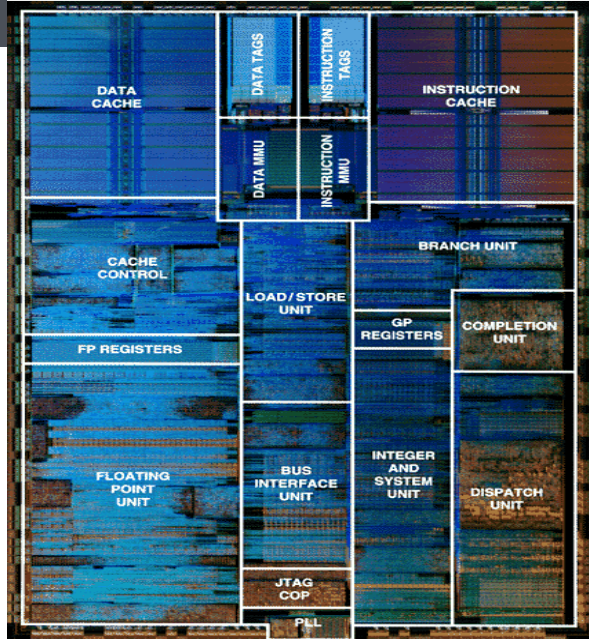 DATA
CACHE
DATA TAGS
INSTRUCTION
TAGS
INSTRUCTION
CACHE
DATA MMU
INSTRUCTION
MMU
CACHE
CONTROL
LOAD/STORE
UNIT
BRANCH UNIT
GP
REGISTERS
COMPLETION
UNIT
FP REGISTERS
FLOATING
POINT
UNIT
BUS
INTERFACE
UNIT
INTEGER
AND
SYSTEM
UNIT
DISPATCH
UNIT
JTAG
COP
PLL